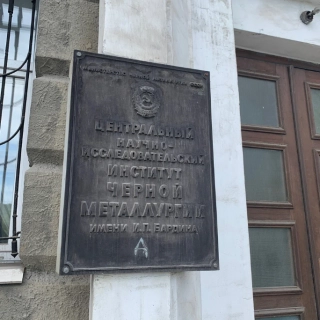 ЦЕНТРАЛЬНЫЙ
НАУЧНО-
ИССЛЕДОВАТЕЛЬСКИЙ
ИНСТИТУТ
ЧЕРНОЙ
МЕТАЛЛУРГИИ
ИМЕНИ И.П. БАРДИНА